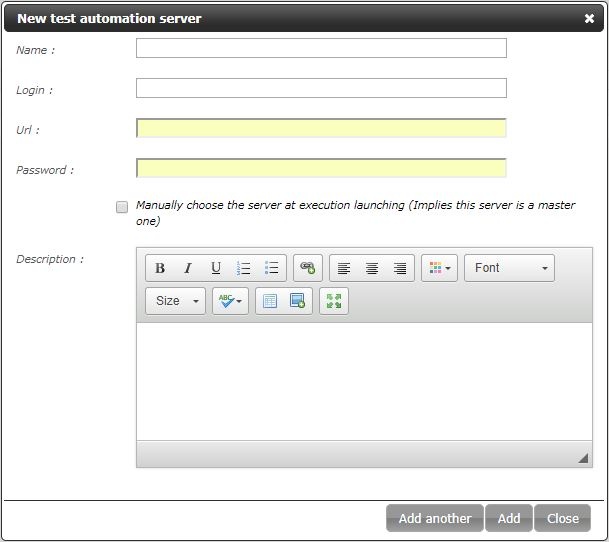 New test automation server
Name :
Login :
Url :
Password :
Manually choose the server at execution launching (Implies this server is a master
one)
Description :
B I U Font
Size ABC
Add another Add Close